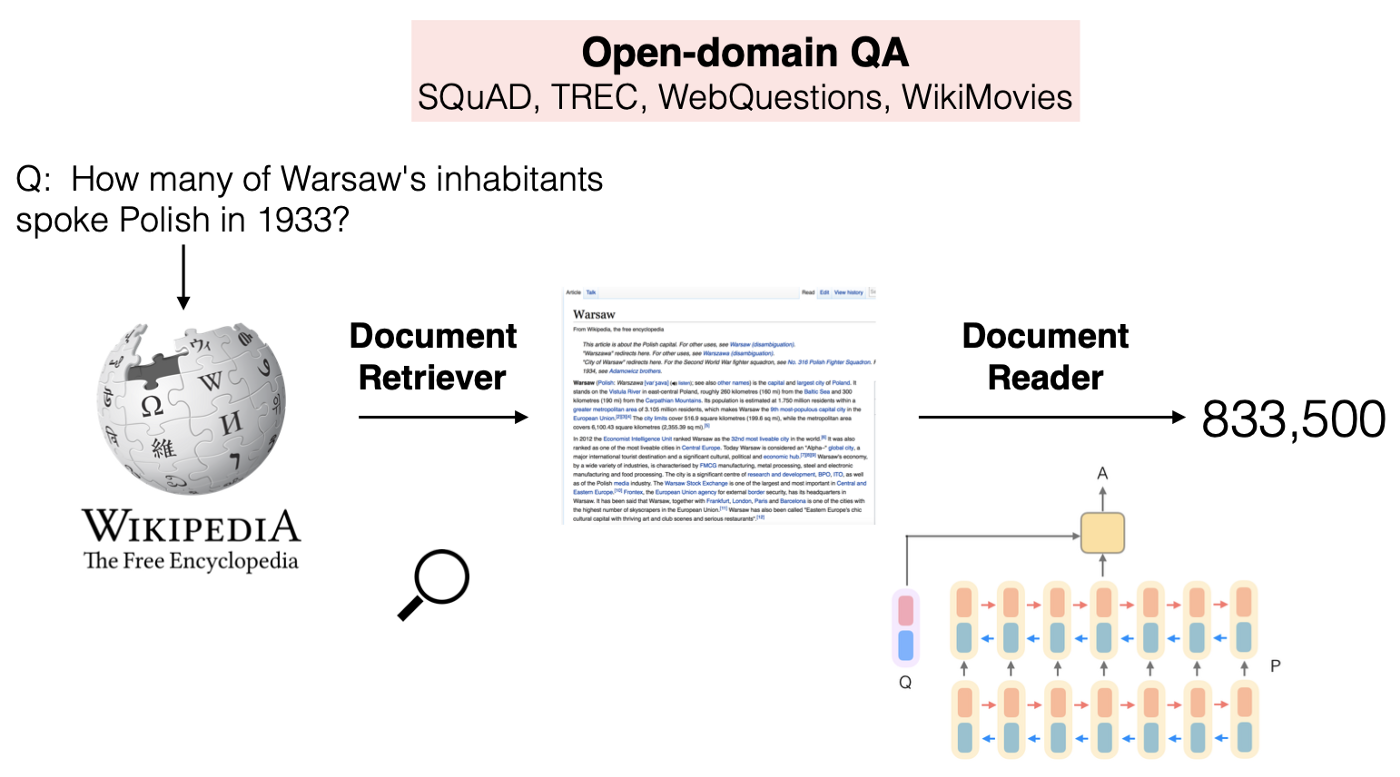 Open-domain QA
SQuAD, TREC, WebQuestions, WikiMovies
Q: How many of Warsaw's inhabitants
spoke Polish in 1933?
Document
Retriever
Article Talk
Read Edit View history
Warsaw
From Wikipedia, the free encyclopedia
This article is about the Polish capital. For other uses, see Warsaw (disambiguation).
"Warszawa" redirects here. For other uses, see Warszawa (disambiguation).
"City of Warsaw" redirects here. For the Second World War fighter squadron, see No. 316 Polish Fighter Squadron.
1934, see Adamowicz brothers.
Warsaw (Polish: Warszawa see also other names) is the capital and largest city of Poland. It
stands on the Vistula River in east-central Poland, roughly 260 kilometres (160 mi) from the Baltic Sea and 300
kilometres (190 mi) from the Carpathian Mountains. Its population is estimated at 1.750 million residents within a
greater metropolitan area of 3.105 million residents, which makes Warsaw the 9th most-populous capital city in the
European Union.[2][3][4] The city limits cover 516.9 square kilometres (199.6 sq mi), while the metropolitan area
covers 6,100.43 square kilometres (2,355.39 sq mi).[5]
In 2012 the Economist Intelligence Unit ranked Warsaw as the 32nd most liveable city in the world.[6] It was also
ranked as one of the most liveable cities in Central Europe. Today Warsaw is considered an "Alpha–" global city, a
major international tourist destination and a significant cultural, political and economic hub.[7][8][9] Warsaw's economy,
by a wide variety of industries, is characterised by FMCG manufacturing, metal processing, steel and electronic
manufacturing and food processing. The city is a significant centre of research and development, BPO, ITO, as well
as of the Polish media industry. The Warsaw Stock Exchange is one of the largest and most important in Central and
Eastern Europe.[10] Frontex, the European Union agency for external border security, has its headquarters in
Warsaw. It has been said that Warsaw, together with Frankfurt, London, Paris and Barcelona is one of the cities with
the highest number of skyscrapers in the European Union.[11] Warsaw has also been called "Eastern Europe's chic
cultural capital with thriving art and club scenes and serious restaurants".[12]
Document
Reader
833,500
Ω
W
И
維
WIKIPEDIA
The Free Encyclopedia
A
Q
P